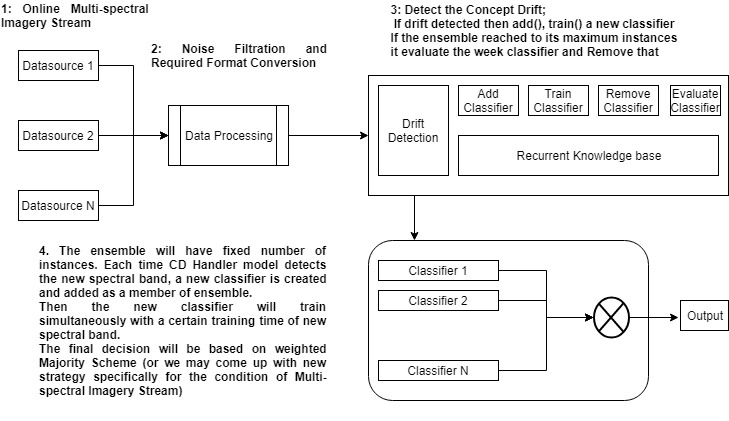 1: Online Multi-spectral
Imagery Stream
2: Noise Filtration and
Required Format Conversion
3: Detect the Concept Drift;
If drift detected then add(), train() a new classifier
If the ensemble reached to its maximum instances
it evaluate the week classifier and Remove that
Datasource 1
Datasource 2
Datasource N
Data Processing
Drift
Detection
Add
Classifier
Train
Classifier
Remove
Classifier
Evaluate
Classifier
Recurrent Knowledge base
4. The ensemble will have fixed number of
instances. Each time CD Handler model detects
the new spectral band, a new classifier is created
and added as a member of ensemble.
Then the new classifier will train
simultaneously with a certain training time of new
spectral band.
The final decision will be based on weighted
Majority Scheme (or we may come up with new
strategy specifically for the condition of Multi-
spectral Imagery Stream)
Classifier 1
Classifier 2
Classifier N
Output